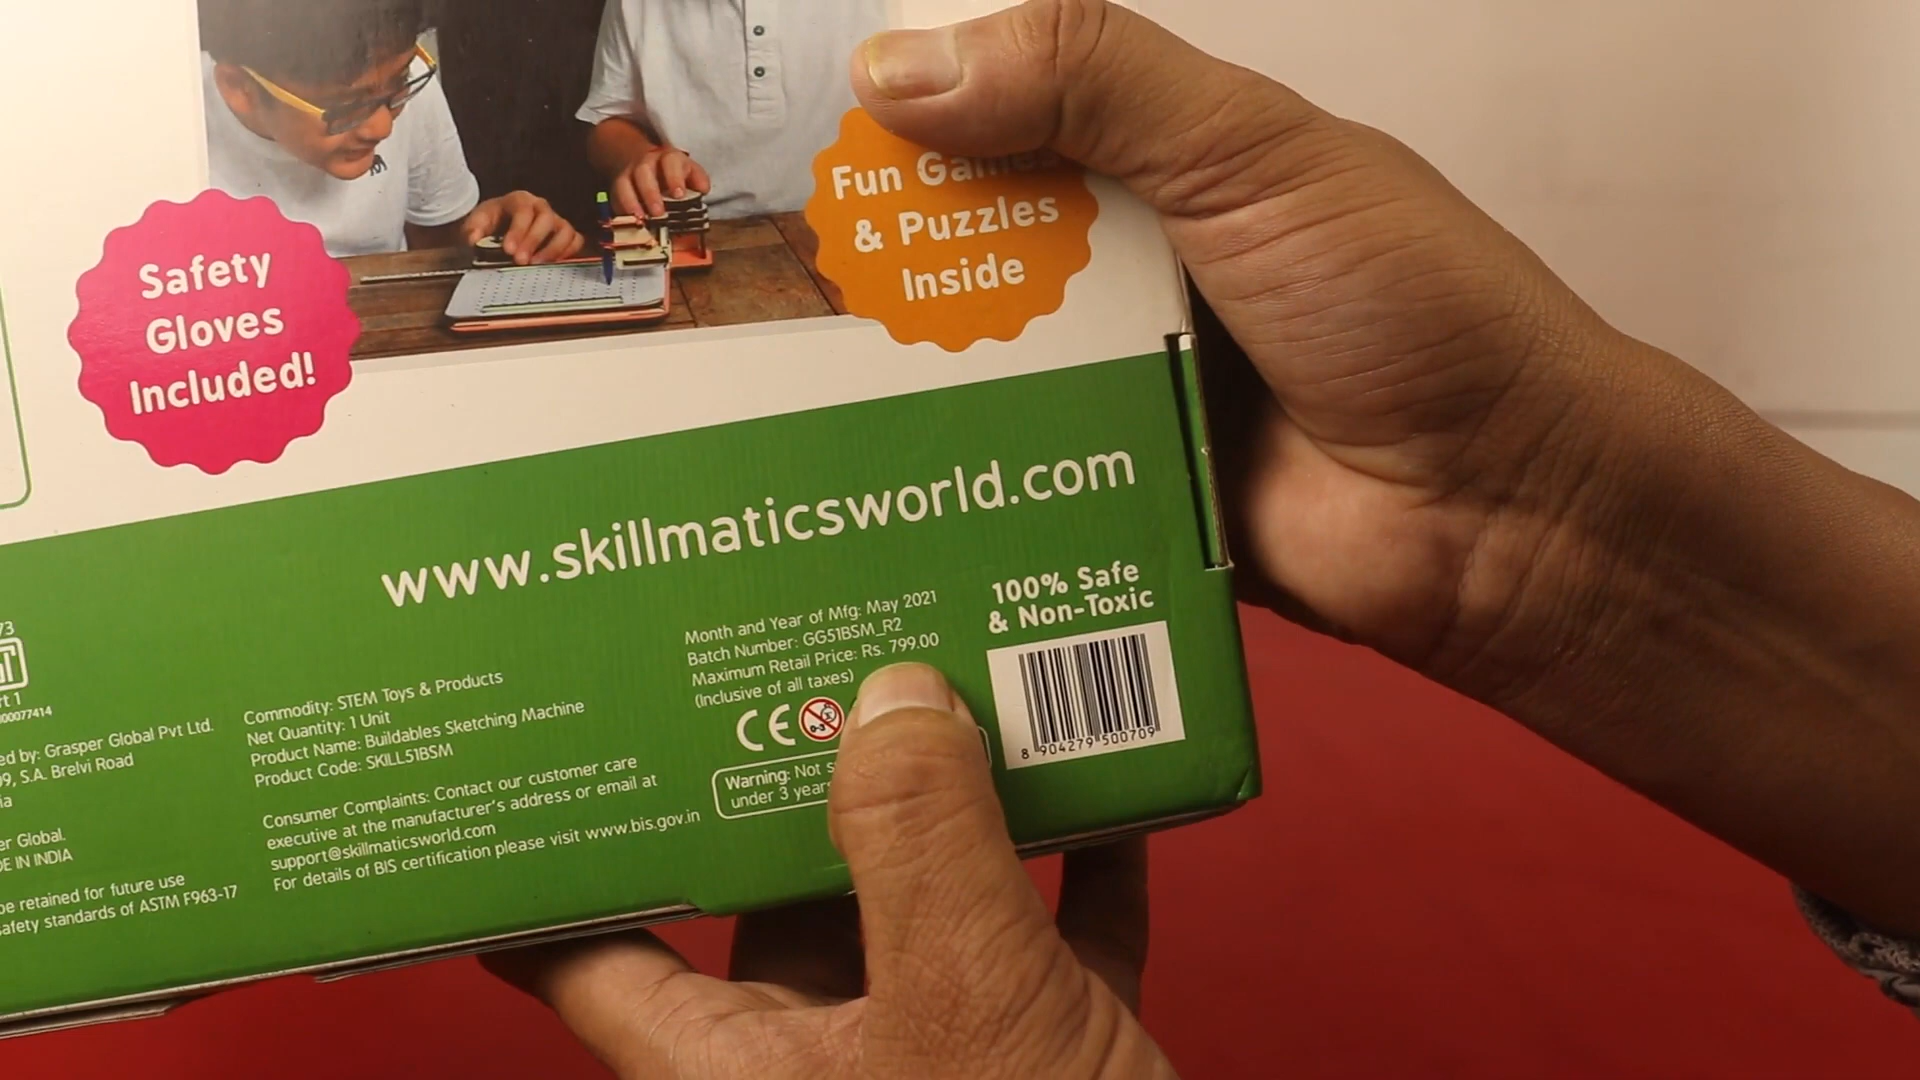 Safety
Gloves
Included!
Fun Games
& Puzzles
Inside
www.skillmaticsworld.com
73
rt 1
00077414
ed by: Grasper Global Pvt Ltd.
09, S.A. Brelvi Road
ia
er Global.
DE IN INDIA
be retained for future use
safety standards of ASTM F963-17
Commodity: STEM Toys & Products
Net Quantity: 1 Unit
Product Name: Buildables Sketching Machine
Product Code: SKILL51BSM
Consumer Complaints: Contact our customer care
executive at the manufacturer's address or email at
support@skillmaticsworld.com
For details of BIS certification please visit www.bis.gov.in
Month and Year of Mfg: May 2021
Batch Number: GG51BSM_R2
Maximum Retail Price: Rs. 799.00
(Inclusive of all taxes)
CE
0-3
Warning: Not s
under 3 year
100% Safe
& Non-Toxic
8 904279 500709